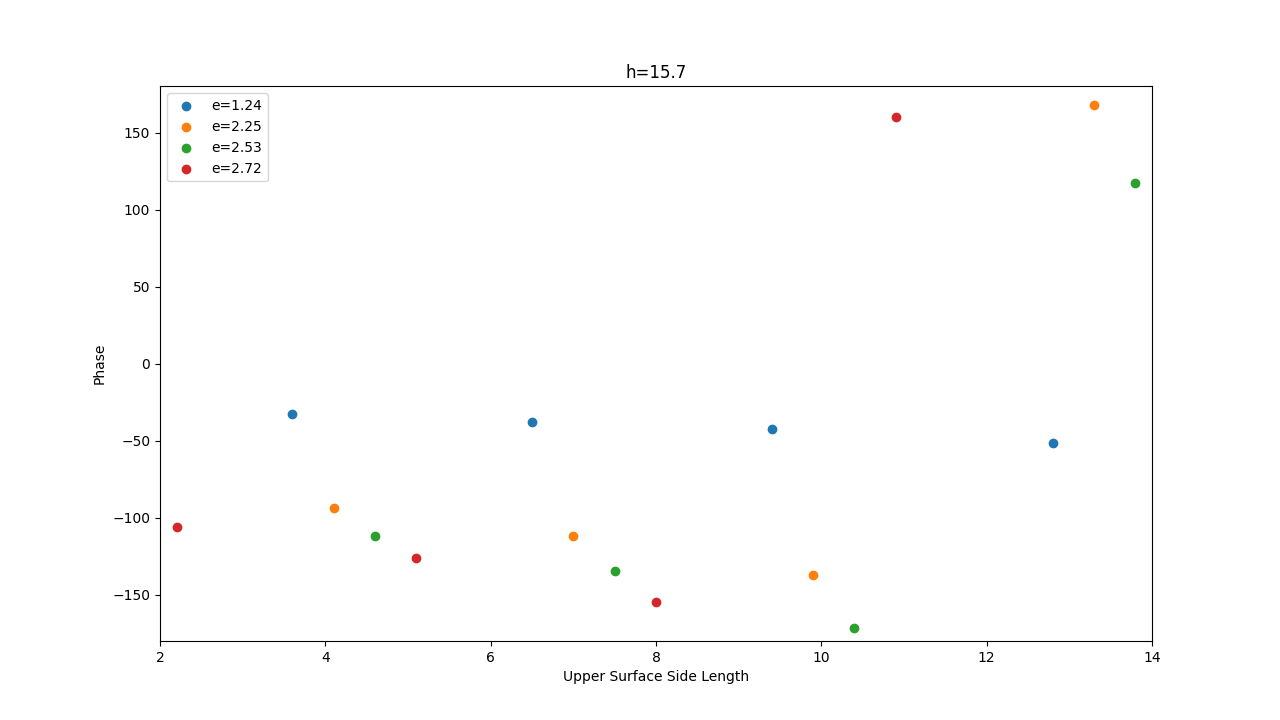 h=15.7
e=1.24
e=2.25
e=2.53
e=2.72
Phase
150
100
50
0
−50
−100
−150
2 4 6 8 10 12 14
Upper Surface Side Length